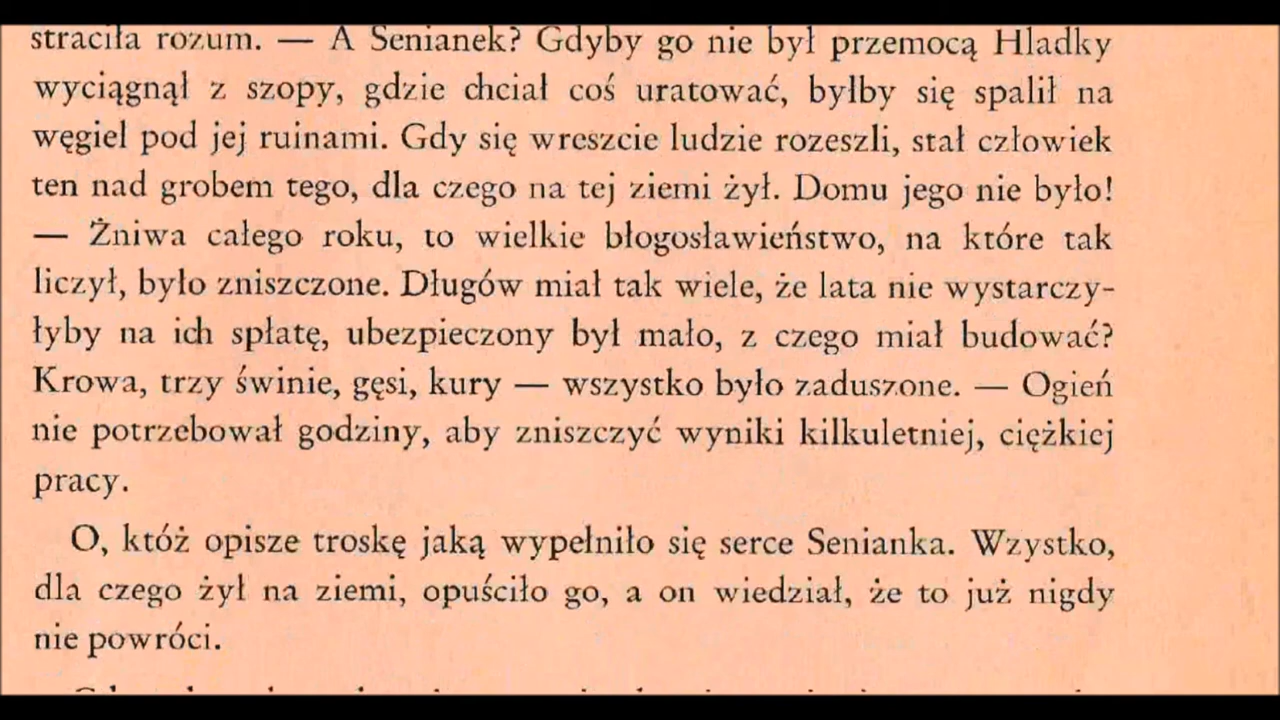 straciła rozum. — A Senianek? Gdyby go nie był przemocą Hladky
wyciągnął z szopy, gdzie chciał coś uratować, byłby się spalił na
węgiel pod jej ruinami. Gdy się wreszcie ludzie rozeszli, stał człowiek
ten nad grobem tego, dla czego na tej ziemi żył. Domu jego nie było!
— Żniwa całego roku, to wielkie błogosławieństwo, na które tak
liczył, było zniszczone. Długów miał tak wiele, że lata nie wystarczy-
łyby na ich spłatę, ubezpieczony był mało, z czego miał budować?
Krowa, trzy świnie, gęsi, kury — wszystko było zaduszone. — Ogień
nie potrzebował godziny, aby zniszczyć wyniki kilkuletniej, ciężkiej
pracy.
O, któż opisze troskę jaką wypełniło się serce Senianka. Wzystko,
dla czego żył na ziemi, opuściło go, a on wiedział, że to już nigdy
nie powróci.